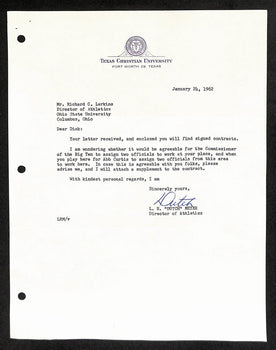 TEXAS CHRISTIAN UNIVERSITY
FORT WORTH 29, TEXAS
January 24, 1962
Mr. Richard C. Larkins
Director of Athletics
Ohio State University
Columbus, Ohio
Dear Dick:
Your letter received, and enclosed you will find signed contracts.
I am wondering whether it would be agreeable for the Commissioner
of the Big Ten to assign two officials to work at your place, and when
you play here for Abb Curtis to assign two officials from this area
to work here. In case this is agreeable with you folks, please
advise me, and I will attach a supplement to the contract.
With kindest personal regards, I am
Sincerely yours,
Dutch
L. R. "DUTCH" MEYER
Director of Athletics
LRM/r